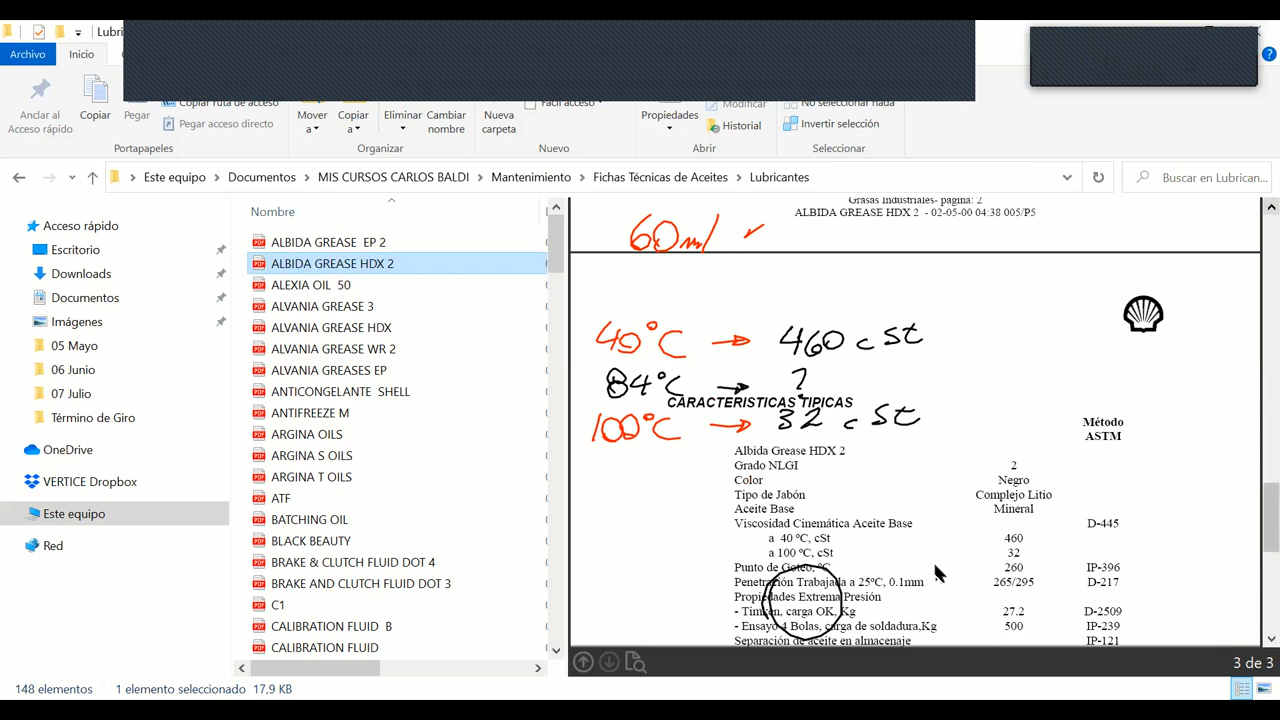 Lubri
Archivo
Inicio
Anclar al
Acceso rápido
Copiar
Pegar
Copiar ruta de acceso
Pegar acceso directo
Portapapeles
Mover
a
Copiar
a
Eliminar
Cambiar
nombre
Organizar
Nueva
carpeta
Fácil acceso
Nuevo
Propiedades
Modificar
Historial
Abrir
No seleccionar nada
Invertir selección
Seleccionar
Este equipo > Documentos > MIS CURSOS CARLOS BALDI > Mantenimiento > Fichas Técnicas de Aceites > Lubricantes
Buscar en Lubrican...
Acceso rápido
Escritorio
Downloads
Documentos
Imágenes
05 Mayo
06 Junio
07 Julio
Término de Giro
OneDrive
VERTICE Dropbox
Este equipo
Red
Nombre
ALBIDA GREASE EP 2
ALBIDA GREASE HDX 2
ALEXIA OIL 50
ALVANIA GREASE 3
ALVANIA GREASE HDX
ALVANIA GREASE WR 2
ALVANIA GREASES EP
ANTICONGELANTE SHELL
ANTIFREEZE M
ARGINA OIL
ARGINA S OILS
ARGINA T OILS
ATF
BATCHING OIL
BLACK BEAUTY
BRAKE & CLUTCH FLUID DOT 4
BRAKE AND CLUTCH FLUID DOT 3
C1
CALIBRATION FLUID B
CALIBRATION FLUID
Grasas Industriales- pagina: 2
ALBIDA GREASE HDX 2 - 02-05-00 04:38 005/P5
60ml ✓
40°C → 460 cSt
84°C → ?
CARACTERISTICAS TIPICAS
100°C → 32 cSt
Método
ASTM
Albida Grease HDX 2
Grado NLGI 2
Color Negro
Tipo de Jabón Complejo Litio
Aceite Base Mineral
Viscosidad Cinemática Aceite Base D-445
a 40 ºC, cSt 460
a 100 ºC, cSt 32
Punto de Goteo, ºC 260 IP-396
Penetración Trabajada a 25ºC, 0.1mm 265/295 D-217
Propiedades Extrema Presión
- Timken, carga OK, Kg 27.2 D-2509
- Ensayo 4 Bolas, carga de soldadura,Kg 500 IP-239
Separación de aceite en almacenaje IP-121
3 de 3
148 elementos
1 elemento seleccionado 17,9 KB